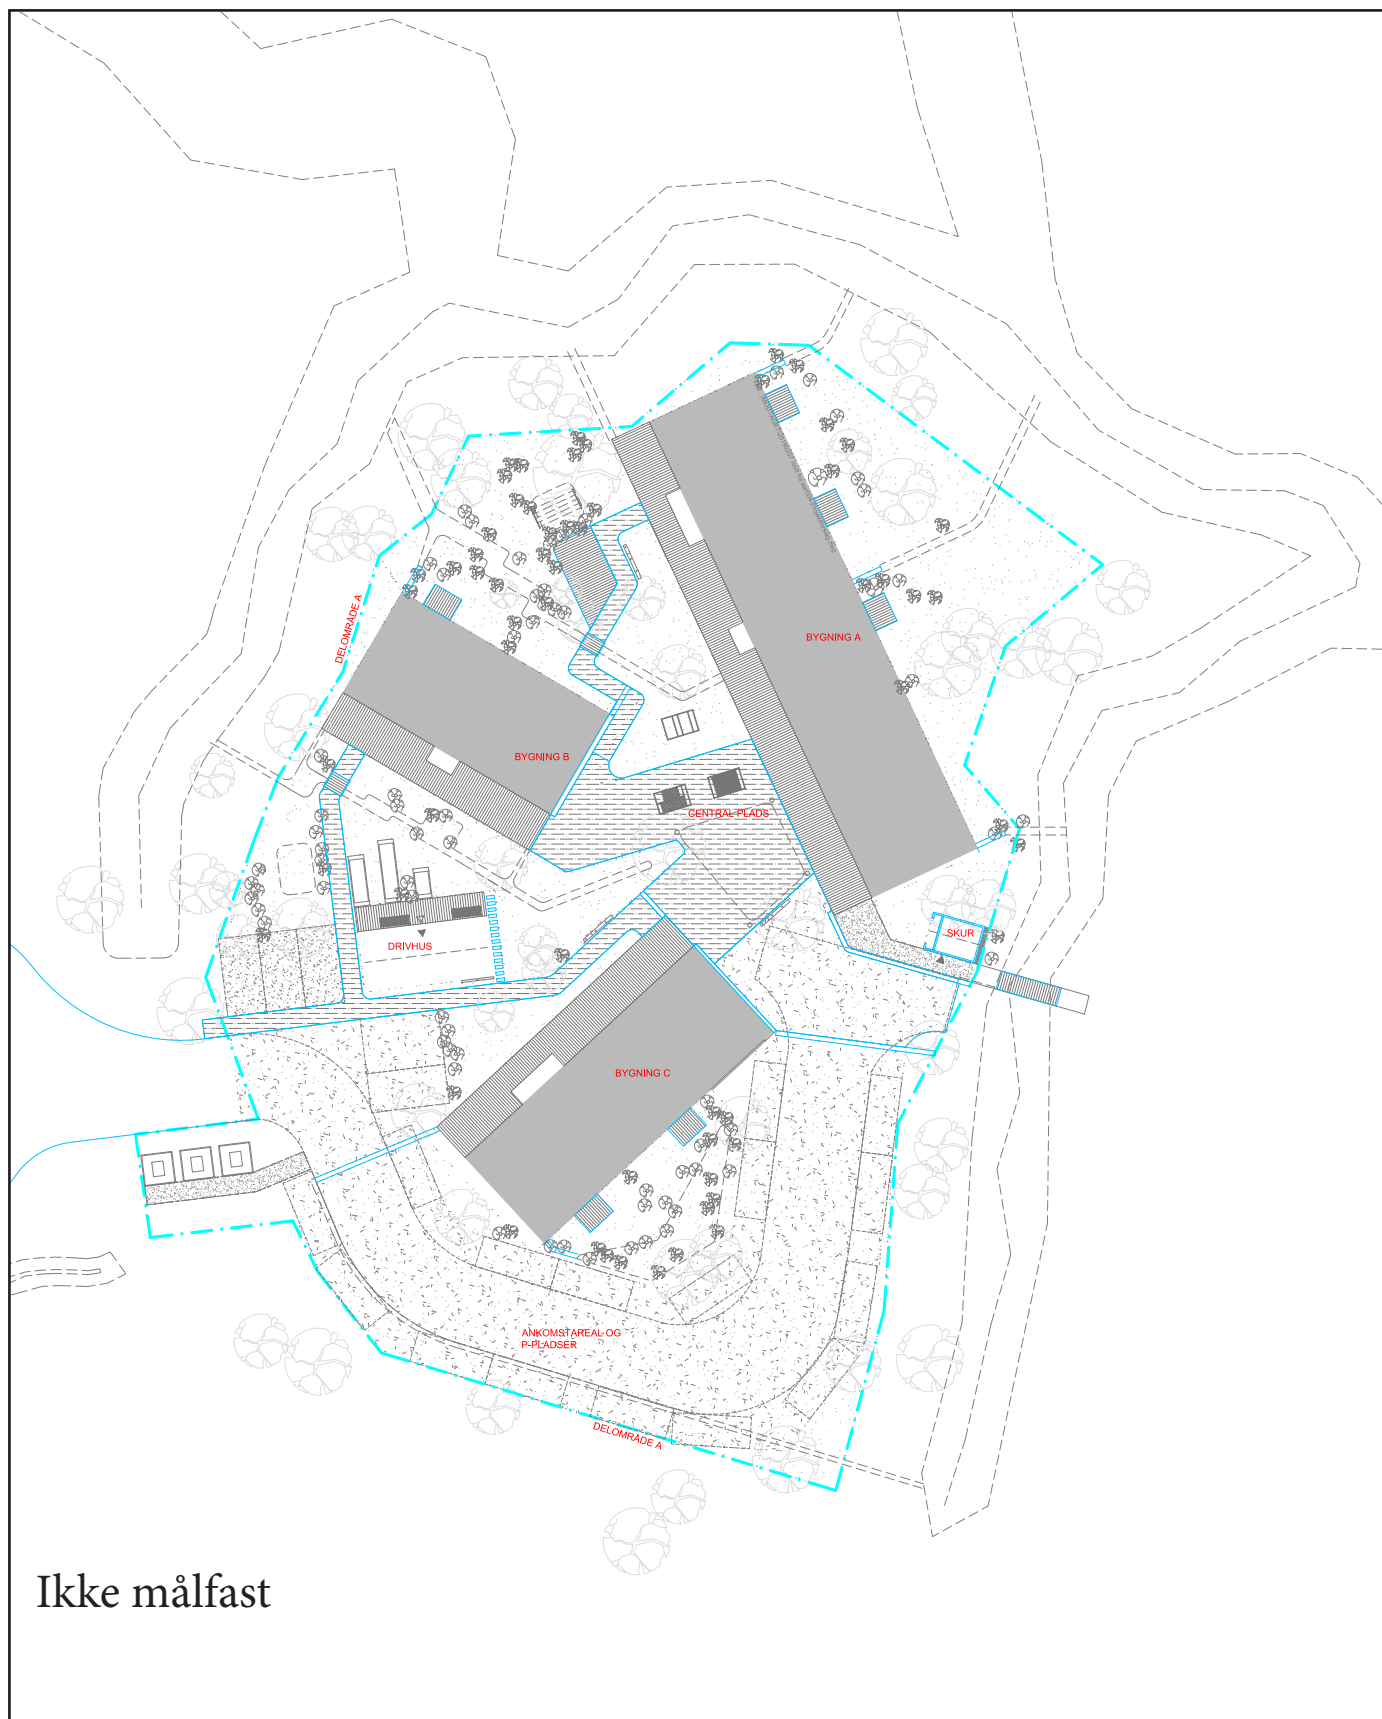 DELOMRÅDE A
BYGNING A
BYGNING B
CENTRAL PLADS
SKUR
DRIVHUS
BYGNING C
ANKOMSTAREAL OG
P-PLADSER
DELOMRÅDE A
Ikke målfast